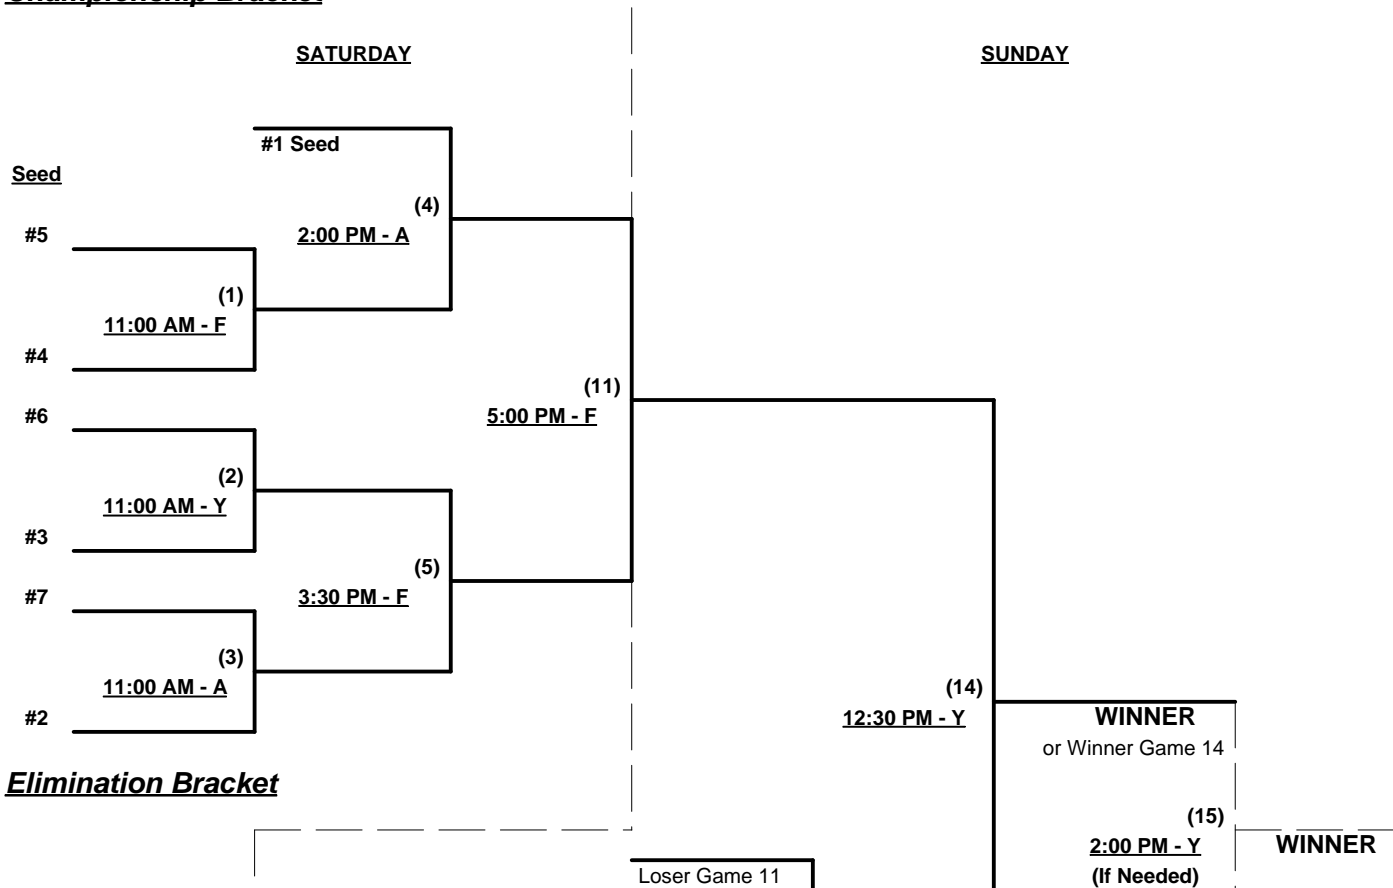 Championship Bracket
SATURDAY
SUNDAY
#1 Seed
Seed
(4)
#5
2:00 PM - A
(1)
11:00 AM - F
#4
(11)
#6
5:00 PM - F
(2)
11:00 AM - Y
#3
(5)
#7
3:30 PM - F
(3)
11:00 AM - A
(14)
#2
12:30 PM - Y
WINNER
or Winner Game 14
Elimination Bracket
(15)
2:00 PM - Y
WINNER
Loser Game 11
(If Needed)